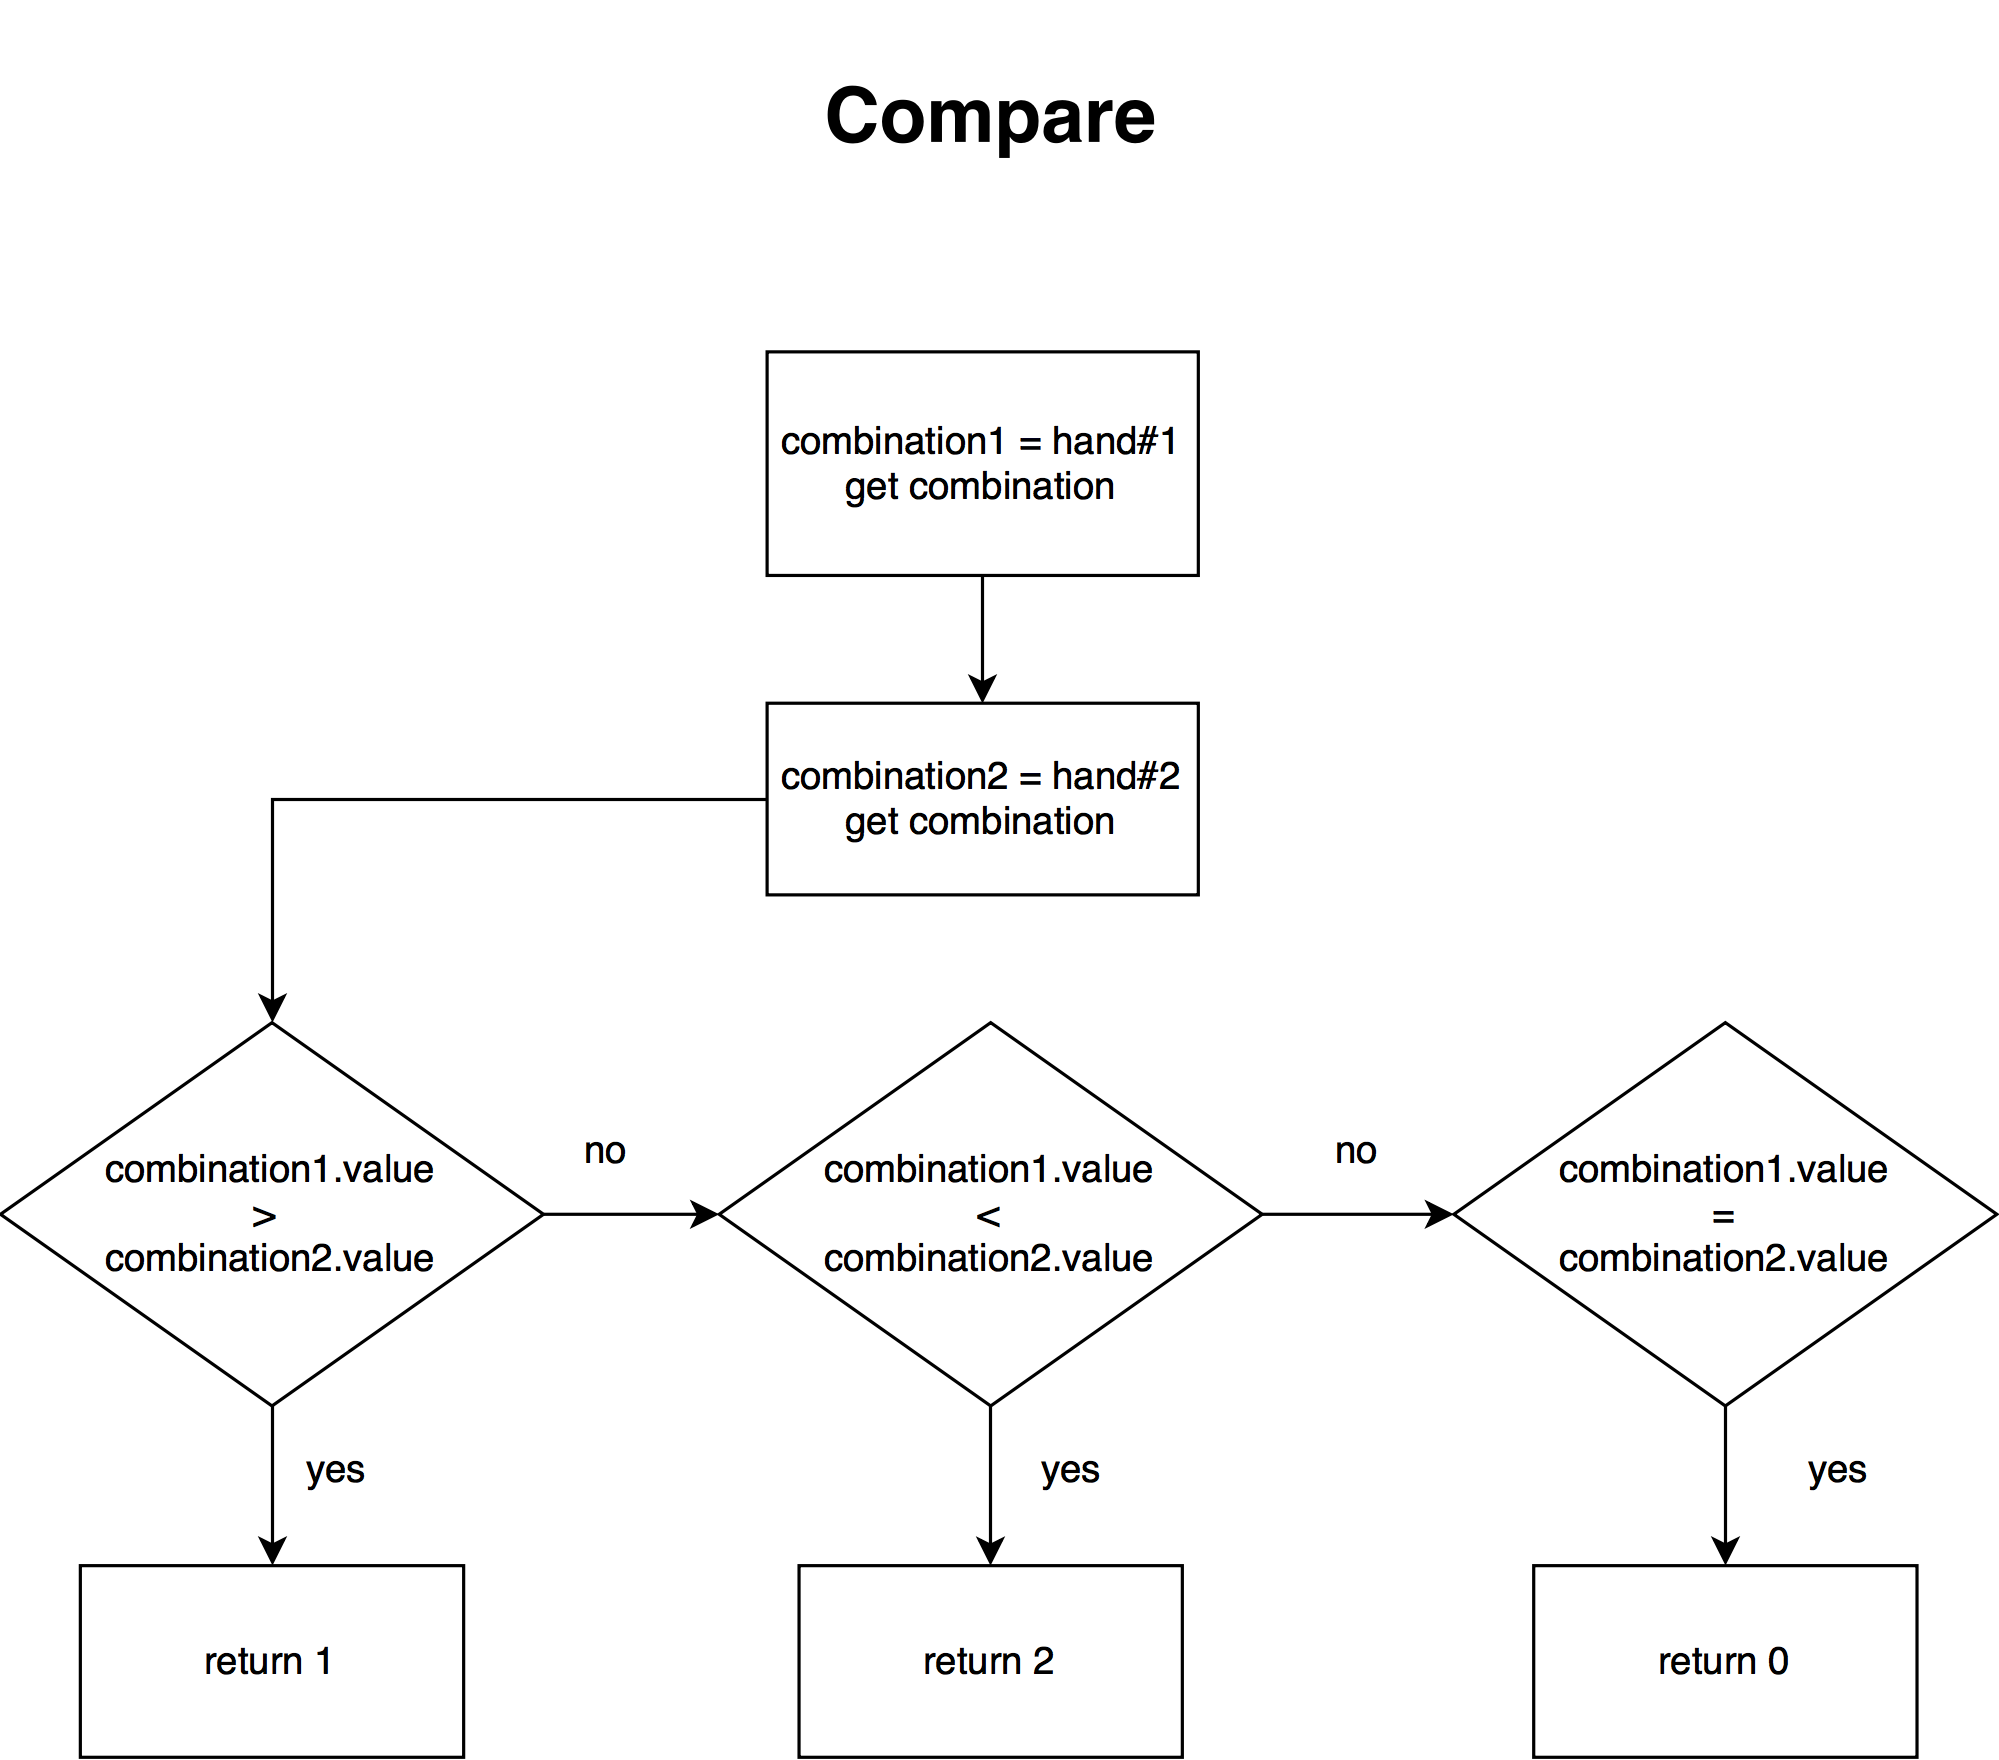 Compare
combination1 = hand#1
get combination
combination2 = hand#2
get combination
combination1.value
>
combination2.value
no
combination1.value
<
combination2.value
no
combination1.value
=
combination2.value
yes
yes
yes
return 1
return 2
return 0